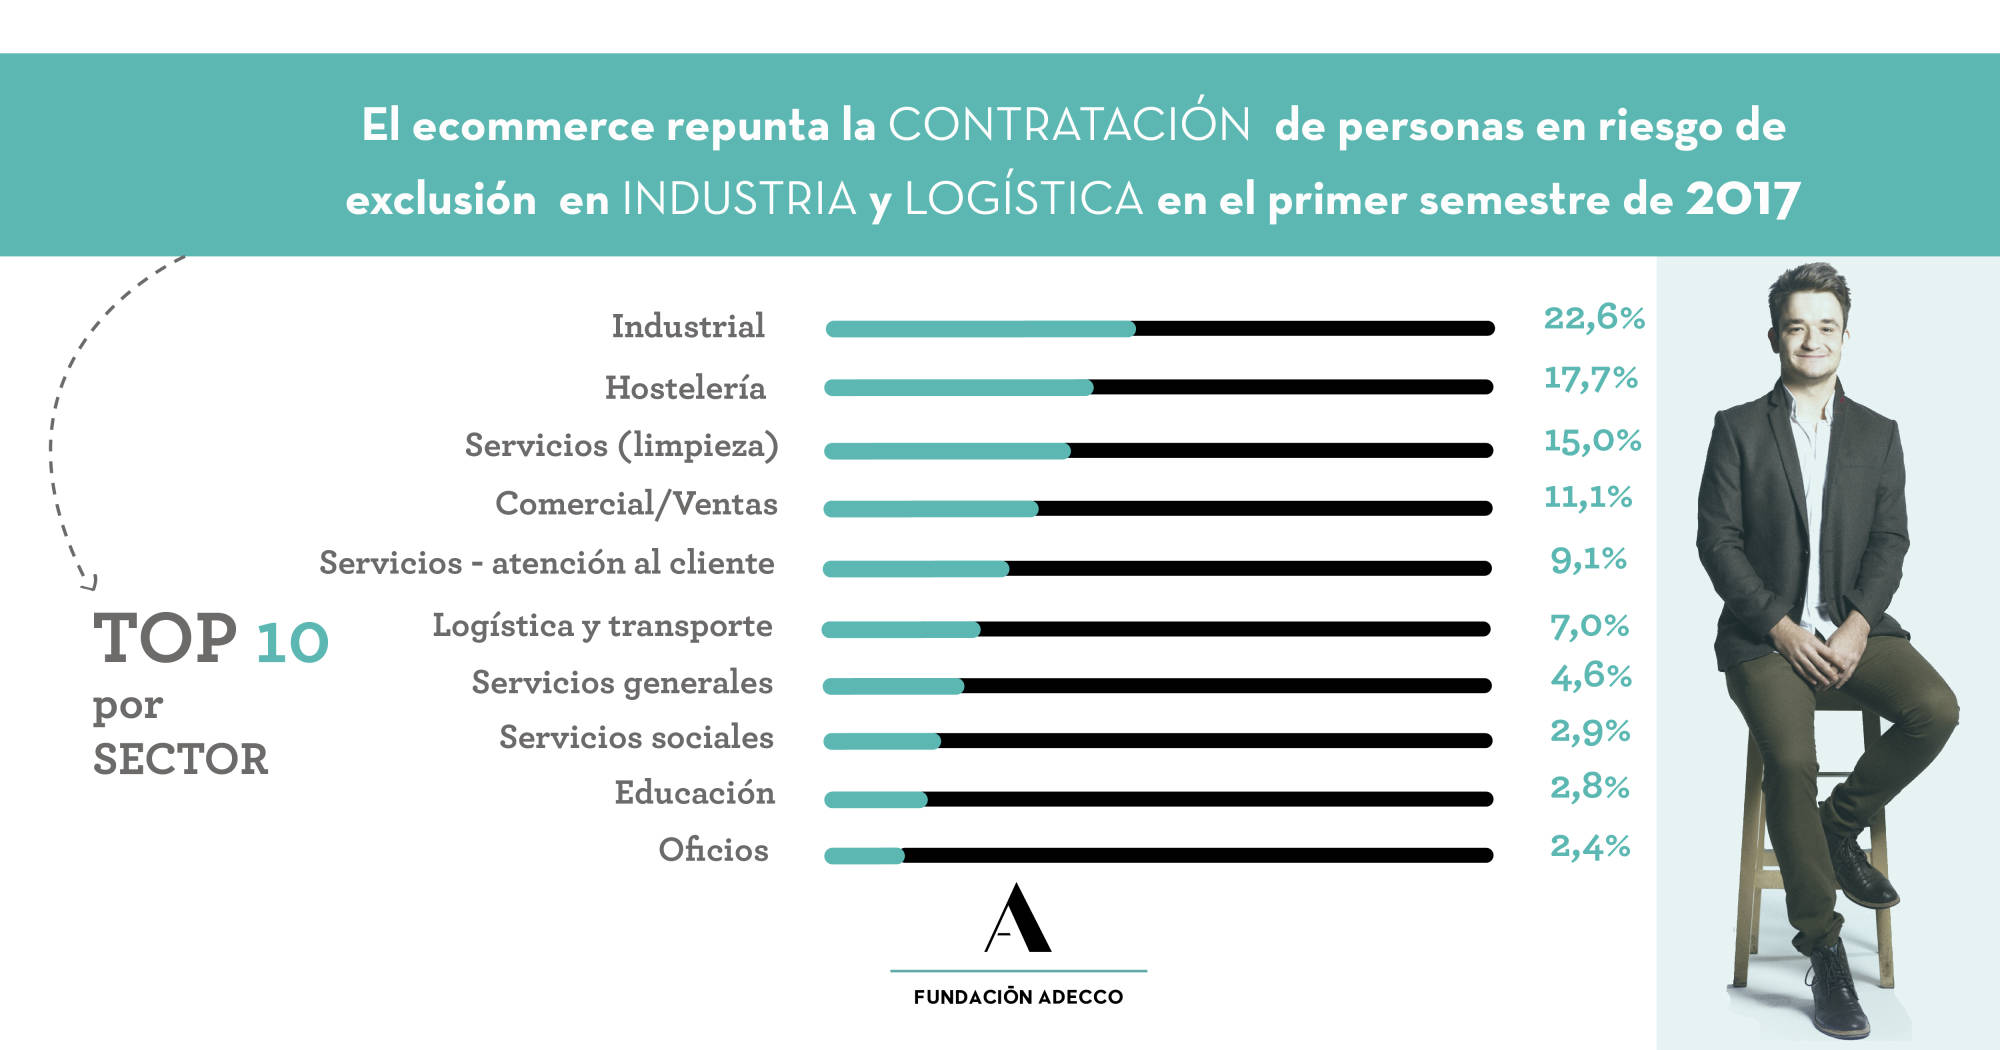 El ecommerce repunta la CONTRATACIÓN de personas en riesgo de
exclusión en INDUSTRIA y LOGÍSTICA en el primer semestre de 2017
Industrial 22,6%
Hostelería 17,7%
Servicios (limpieza) 15,0%
Comercial/Ventas 11,1%
Servicios - atención al cliente 9,1%
Logística y transporte 7,0%
Servicios generales 4,6%
Servicios sociales 2,9%
Educación 2,8%
Oficios 2,4%
TOP 10
por
SECTOR
A
FUNDACIŌN ADECCO